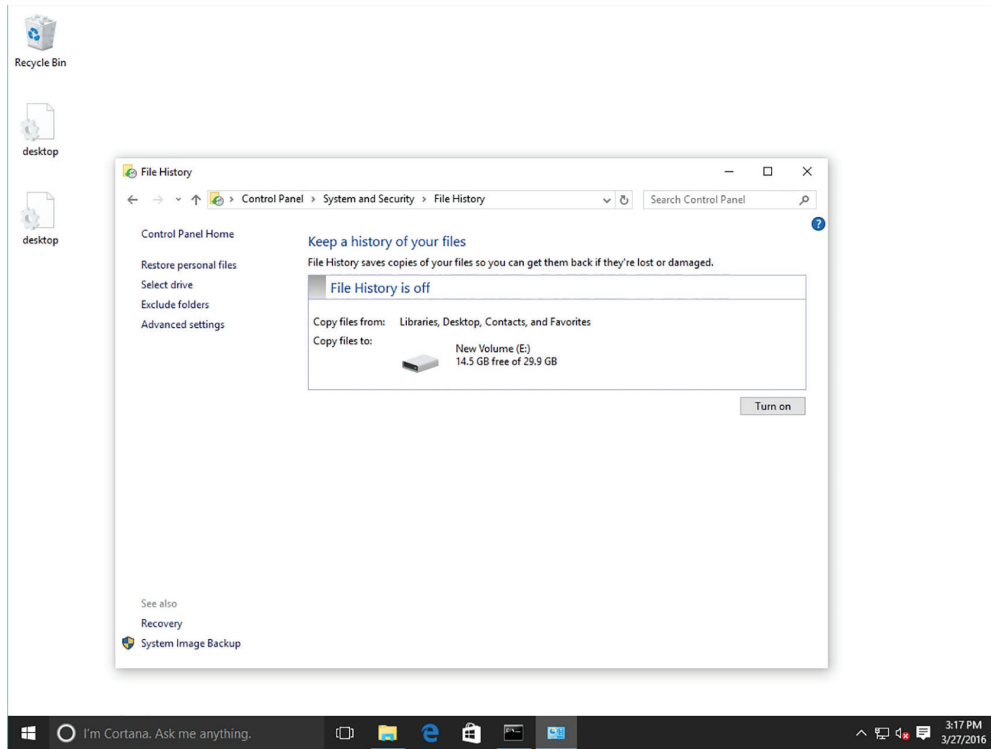 Recycle Bin
desktop
desktop
File History
Control Panel > System and Security > File History
Search Control Panel
Control Panel Home
Restore personal files
Select drive
Exclude folders
Advanced settings
Keep a history of your files
File History saves copies of your files so you can get them back if they're lost or damaged.
File History is off
Copy files from: Libraries, Desktop, Contacts, and Favorites
Copy files to:
New Volume (E:)
14.5 GB free of 29.9 GB
Turn on
See also
Recovery
System Image Backup
I'm Cortana. Ask me anything.
3:17 PM
3/27/2016